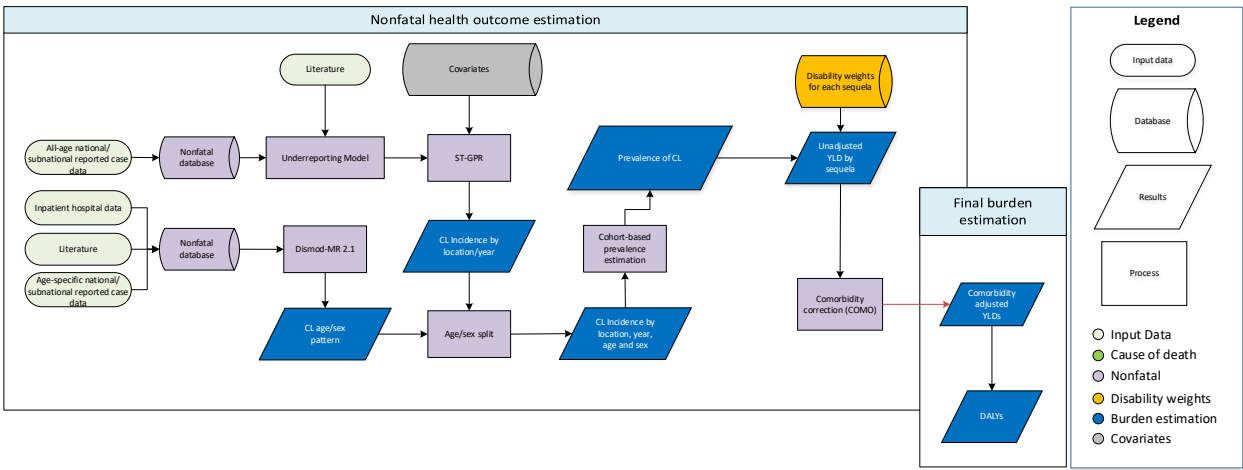 Nonfatal health outcome estimation
Literature
Covariates
Disability weights
for each sequela
All-age national/
subnational reported case
data
Nonfatal
database
Underreporting Model
ST-GPR
Prevalence of CL
Unadjusted
YLD by
sequela
Inpatient hospital data
Literature
Age-specific national/
subnational reported case
data
Nonfatal
database
Dismod-MR 2.1
CL Incidence by
location/year
Cohort-based
prevalence
estimation
CL age/sex
pattern
Age/sex split
CL Incidence by
location, year,
age and sex
Comorbidity
correction (COMO)
Final burden
estimation
Comorbidity
adjusted
YLDs
DALYs
Legend
Input data
Database
Results
Process
Input Data
Cause of death
Nonfatal
Disability weights
Burden estimation
Covariates